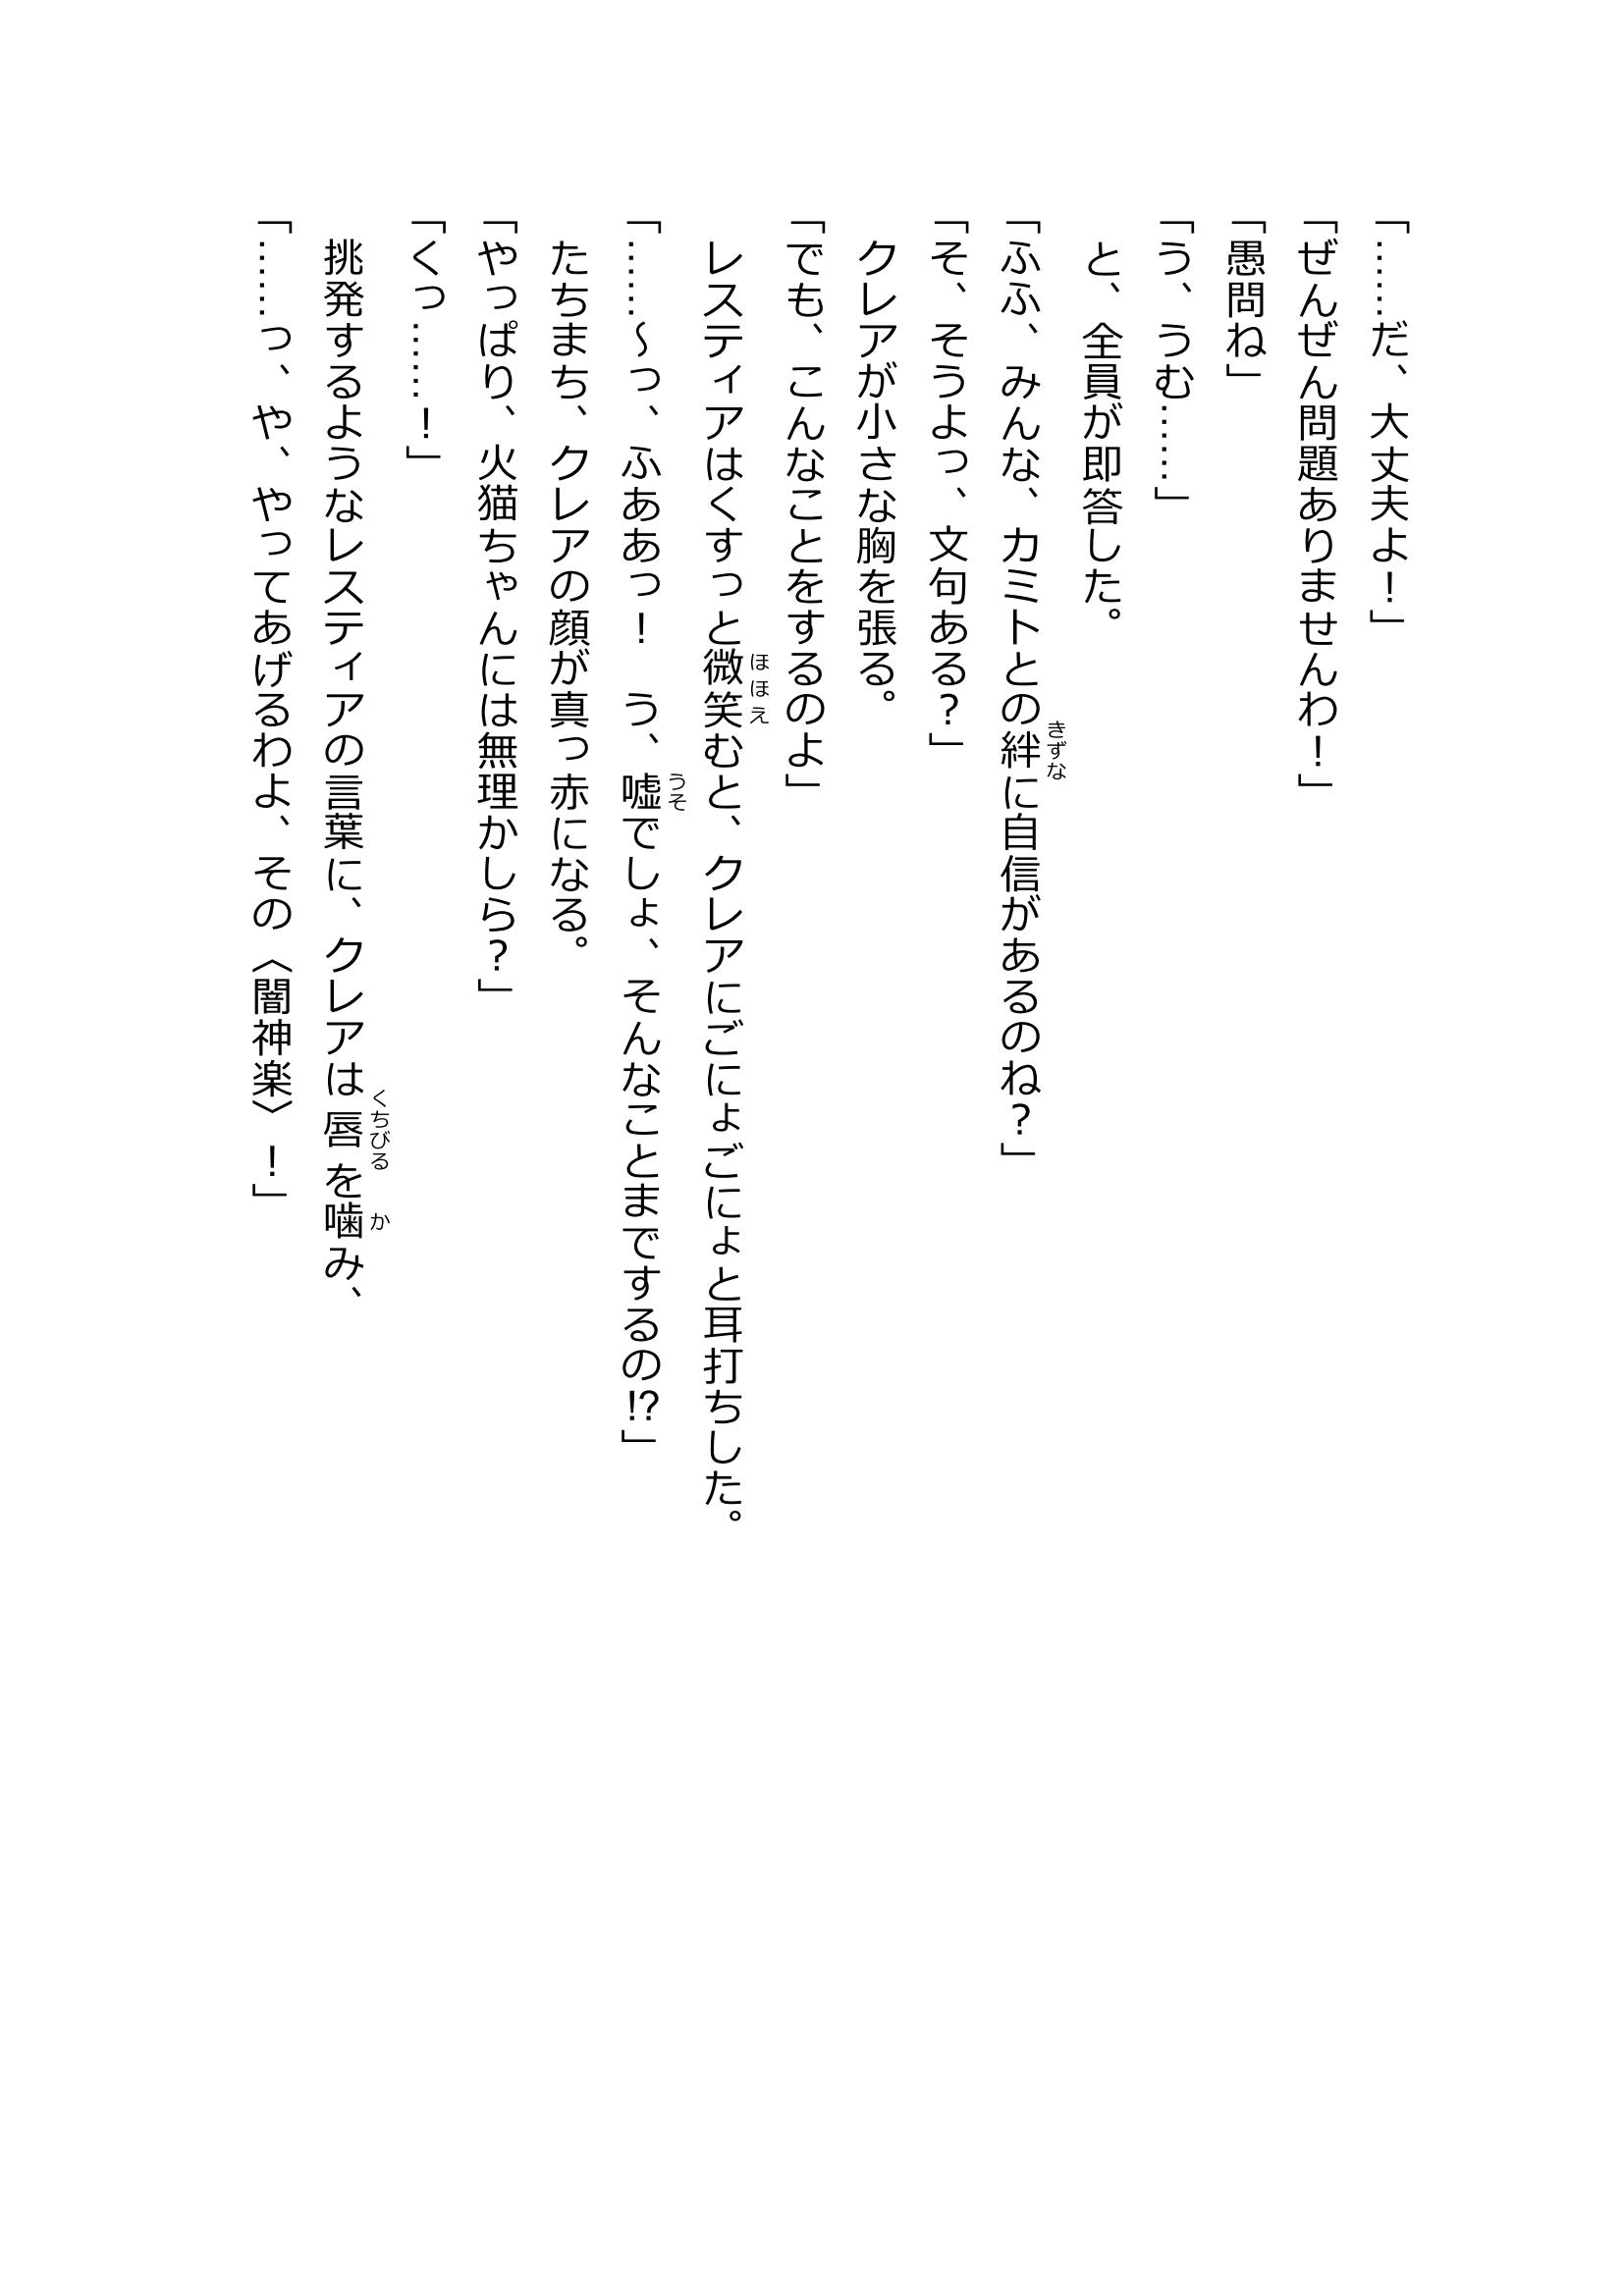 「……だ、大丈夫よ！」
「ぜんぜん問題ありませんわ！」
「愚問ね」
「う、うむ……」
　と、全員が即答した。
「ふふ、みんな、カミトとの絆に自信があるのね？」
「そ、そうよっ、文句ある？」
　クレアが小さな胸を張る。
「でも、こんなことをするのよ」
　レスティアはくすっと微笑むと、クレアにごにょごにょと耳打ちした。
「……〜っ、ふああっ！　う、嘘でしょ、そんなことまでするの!?」
　たちまち、クレアの顔が真っ赤になる。
「やっぱり、火猫ちゃんには無理かしら？」
「くっ……！」
　挑発するようなレスティアの言葉に、クレアは唇を噛み、
「……っ、や、やってあげるわよ、その〈闇神楽〉！」